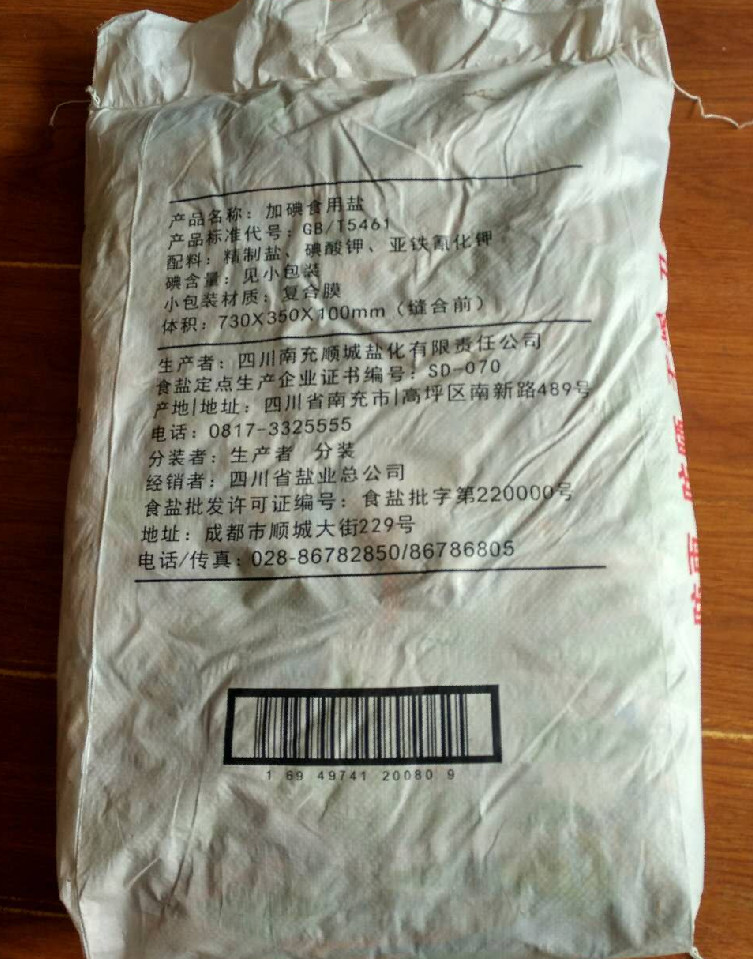 产品名称：加碘食用盐
产品标准代号：GB/T5461
配料：精制盐、碘酸钾、亚铁氰化钾
碘含量：见小包装
小包装材质：复合膜
体积：730X350X100mm（缝合前）
生产者：四川南充顺城盐化有限责任公司
食盐定点生产企业证书编号：SD-070
产地|地址：四川省南充市|高坪区南新路489号
电话：0817-3325555
分装者：生产者 分装
经销者：四川省盐业总公司
食盐批发许可证编号：食盐批字第220000号
地址：成都市顺城大街229号
电话/传真：028-86782850/86786805
1 69 49741 20080 9